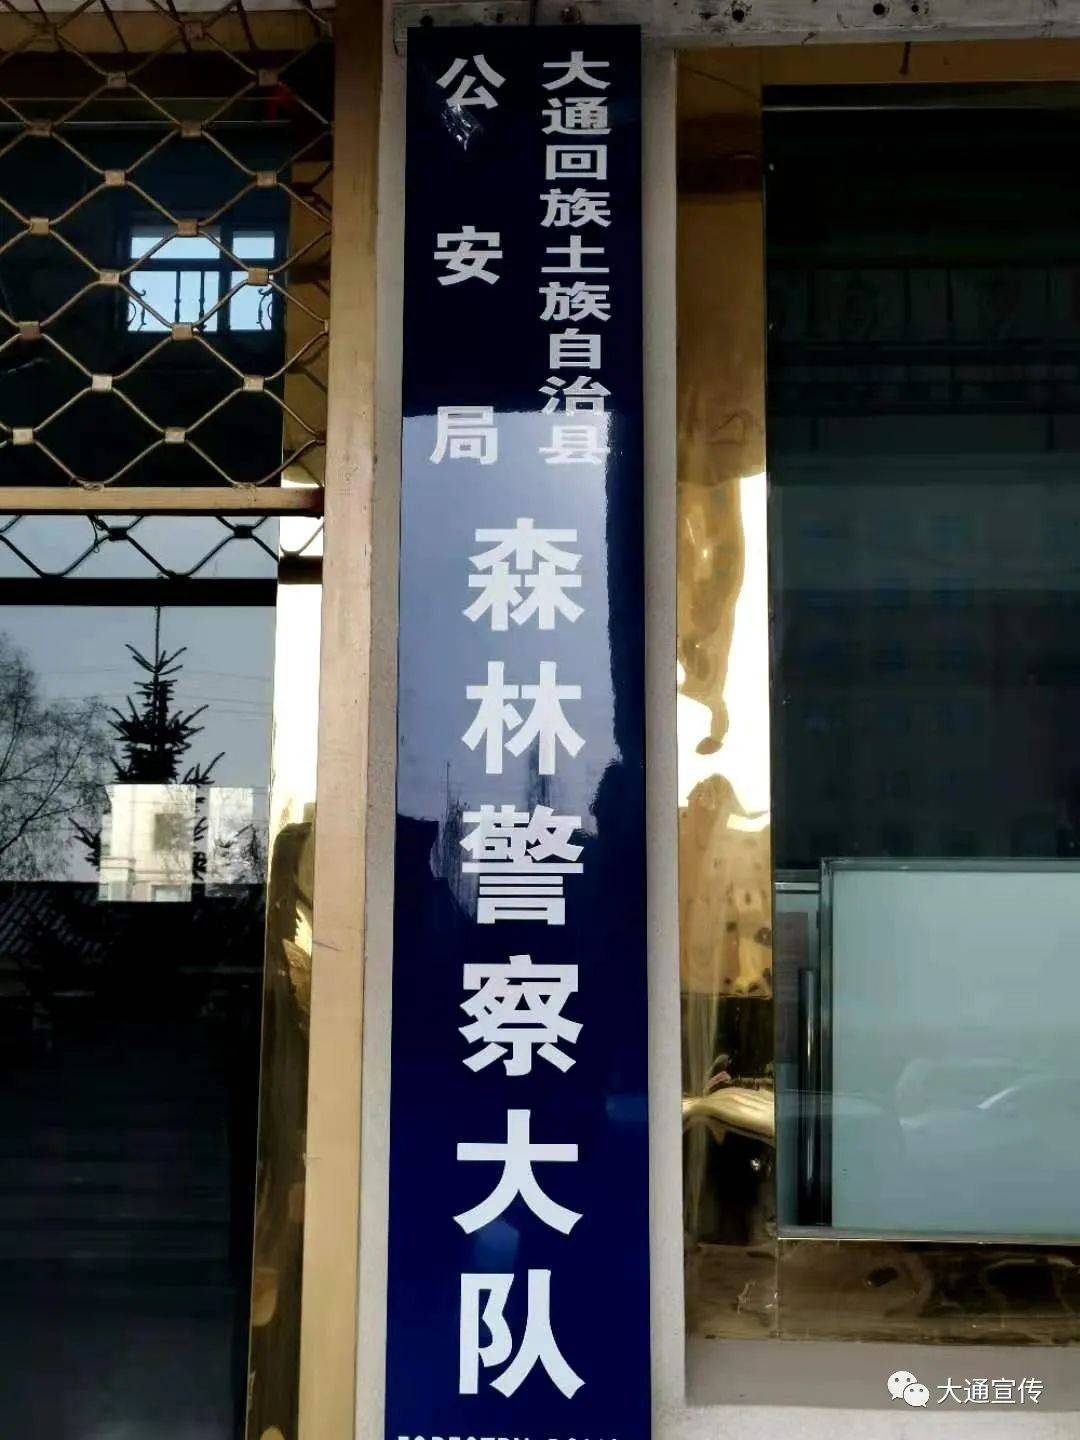 大通回族土族自治县
公安局
森林警察大队
大通宣传